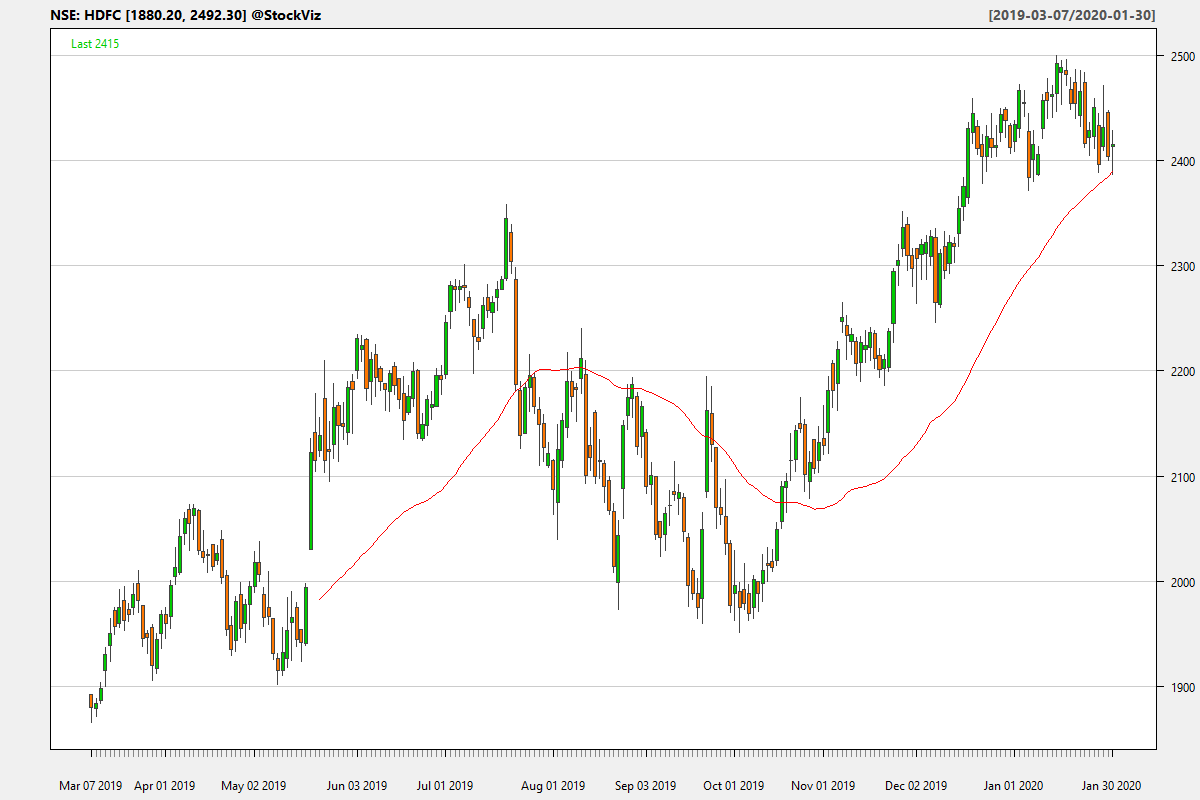 NSE: HDFC [1880.20, 2492.30] @StockViz [2019-03-07/2020-01-30]
Last 2415
2500
2400
2300
2200
2100
2000
1900
Mar 07 2019 Apr 01 2019 May 02 2019 Jun 03 2019 Jul 01 2019 Aug 01 2019 Sep 03 2019 Oct 01 2019 Nov 01 2019 Dec 02 2019 Jan 01 2020 Jan 30 2020